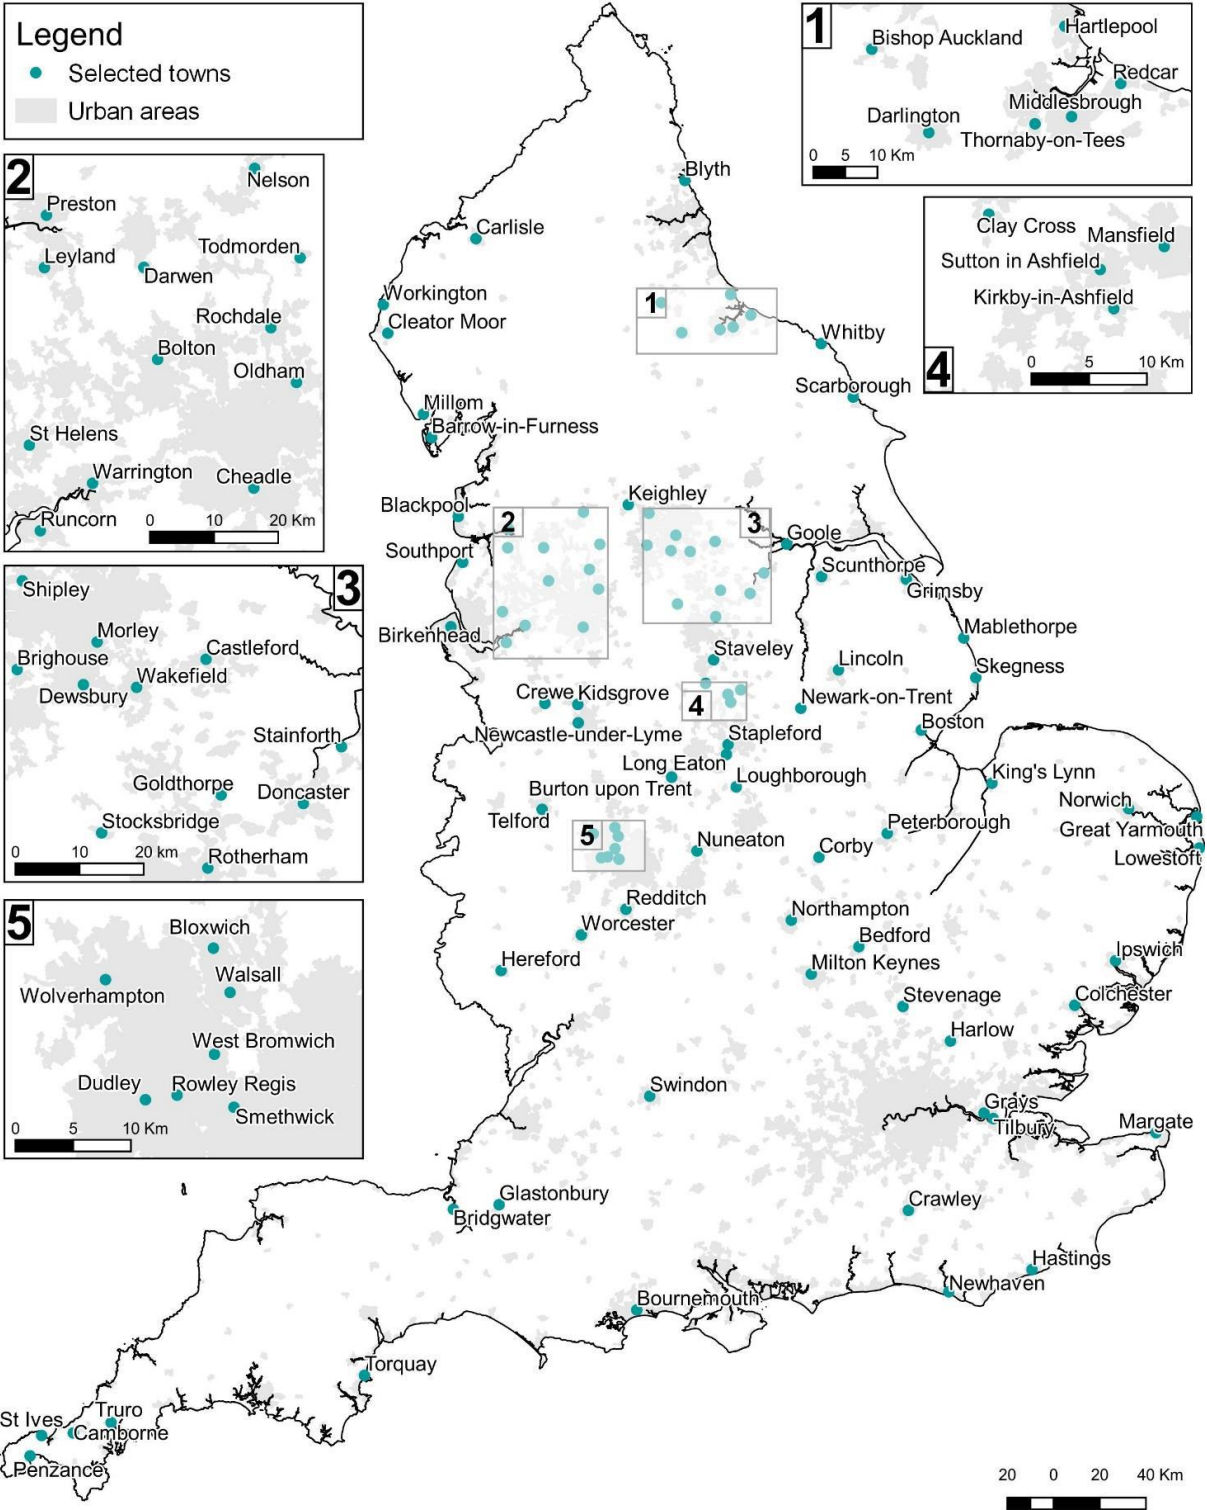 Legend
Selected towns
Urban areas
1
Bishop Auckland
Hartlepool
Redcar
Middlesbrough
Darlington
Thornaby-on-Tees
0 5 10 Km
2
Nelson
Preston
Todmorden
Leyland
Darwen
Rochdale
Bolton
Oldham
St Helens
Warrington
Cheadle
Runcorn
0 10 20 Km
4
Clay Cross
Mansfield
Sutton in Ashfield
Kirkby-in-Ashfield
0 5 10 Km
3
Shipley
Morley
Castleford
Brighouse
Wakefield
Dewsbury
Stainforth
Goldthorpe
Doncaster
Stocksbridge
0 10 20 km
Rotherham
5
Bloxwich
Walsall
Wolverhampton
West Bromwich
Dudley
Rowley Regis
Smethwick
0 5 10 Km
Blyth
Carlisle
Workington
1
Cleator Moor
Whitby
Scarborough
Millom
Barrow-in-Furness
Keighley
Blackpool
2
3
Goole
Southport
Scunthorpe
Grimsby
Birkenhead
Mablethorpe
Staveley
Lincoln
Skegness
Crewe
Kidsgrove
4
Newark-on-Trent
Boston
Newcastle-under-Lyme
Stapleford
Long Eaton
Loughborough
King's Lynn
Burton upon Trent
Norwich
Telford
Peterborough
Great Yarmouth
5
Nuneaton
Corby
Lowestoft
Redditch
Northampton
Worcester
Bedford
Ipswich
Hereford
Milton Keynes
Stevenage
Colchester
Harlow
Swindon
Grays
Tilbury
Margate
Glastonbury
Crawley
Bridgwater
Hastings
Newhaven
Bournemouth
Torquay
Truro
St Ives
Camborne
Penzance
20 0 20 40 Km